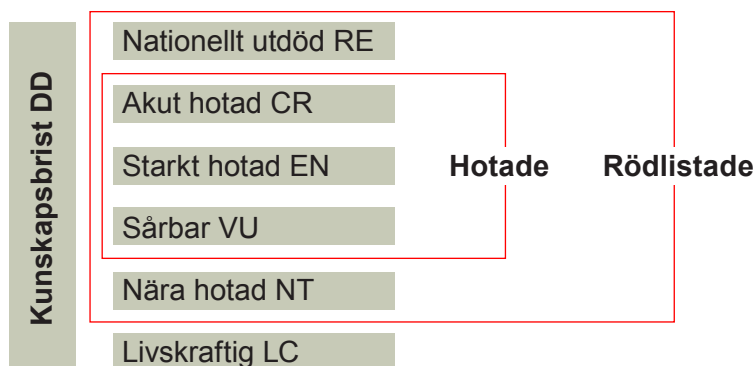 Kunskapsbrist DD
Nationellt utdöd RE
Akut hotad CR
Starkt hotad EN
Sårbar VU
Nära hotad NT
Livskraftig LC
Hotade
Rödlistade